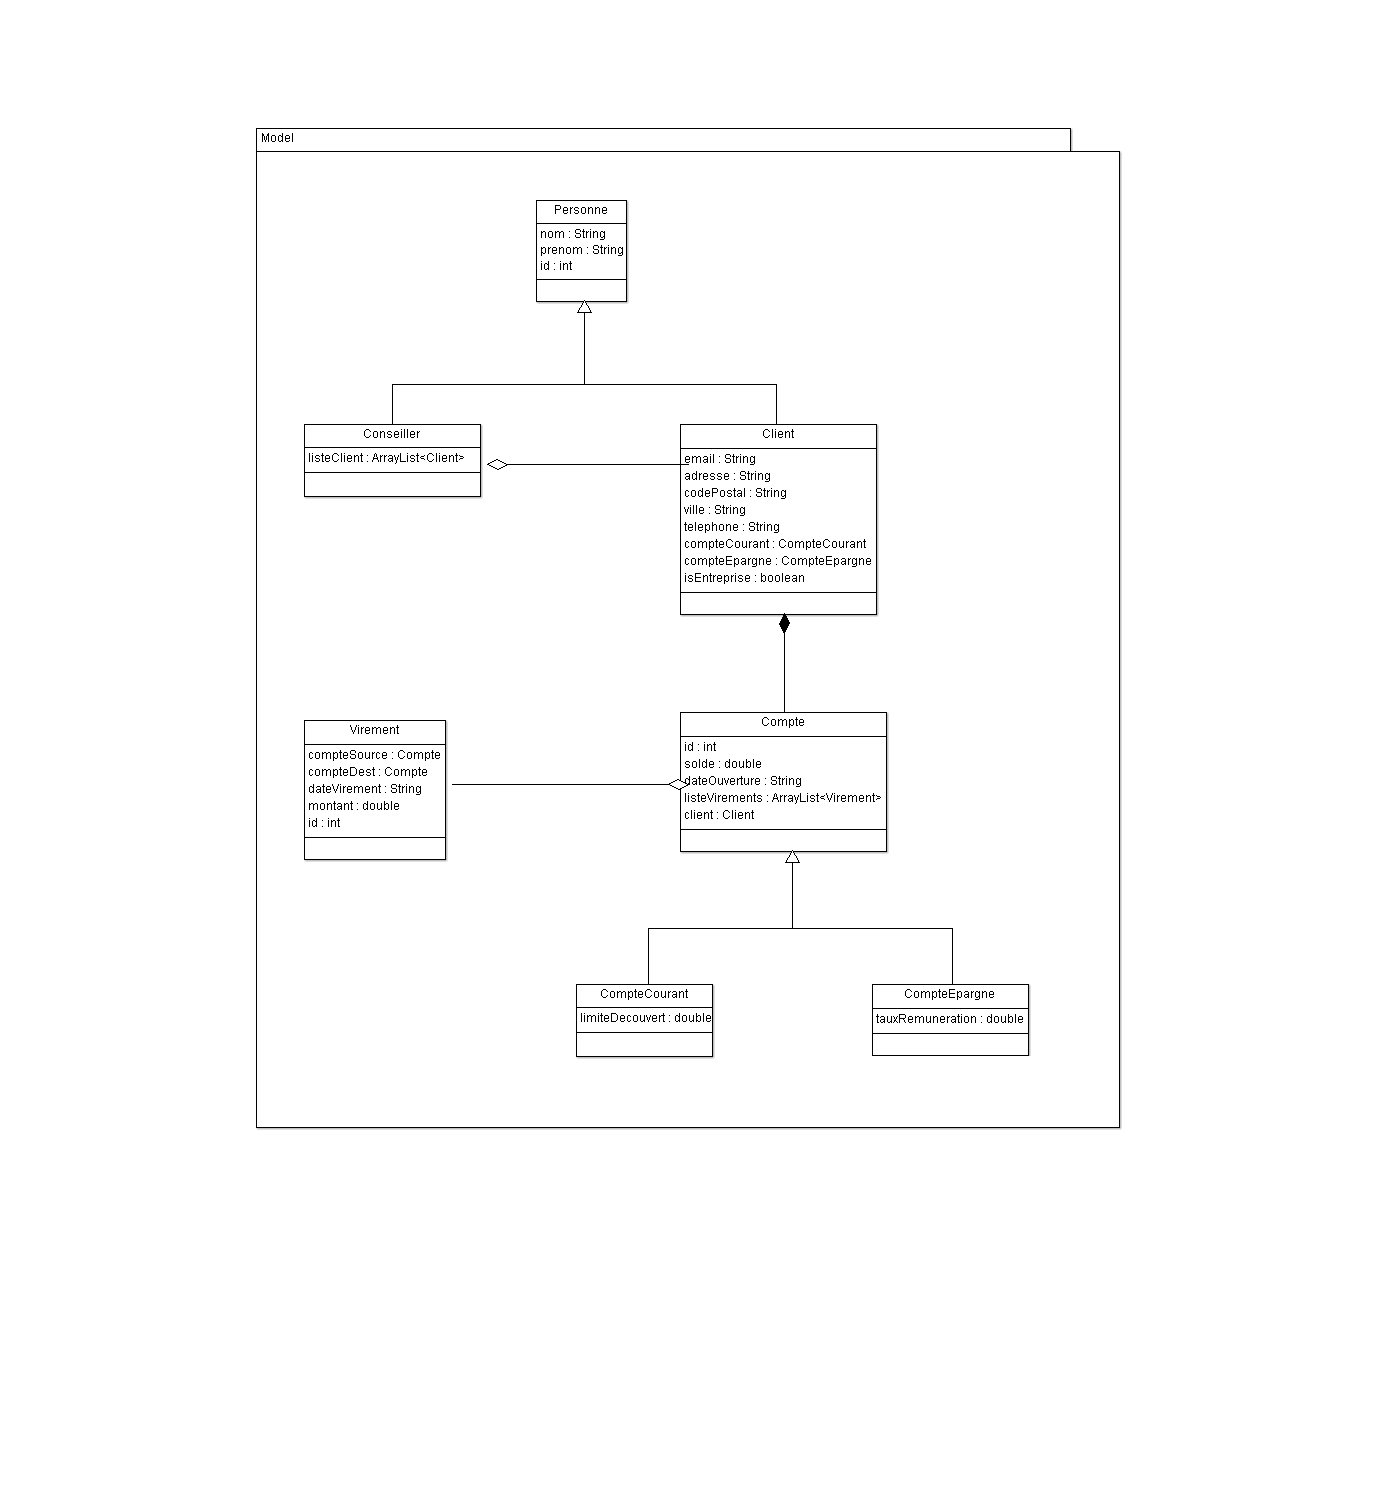 Model
Personne
nom : String
prenom : String
id : int
Conseiller
listeClient : ArrayList<Client>
Client
email : String
adresse : String
codePostal : String
ville : String
telephone : String
compteCourant : CompteCourant
compteEpargne : CompteEpargne
isEntreprise : boolean
Virement
compteSource : Compte
compteDest : Compte
dateVirement : String
montant : double
id : int
Compte
id : int
solde : double
dateOuverture : String
listeVirements : ArrayList<Virement>
client : Client
CompteCourant
limiteDecouvert : double
CompteEpargne
tauxRemuneration : double